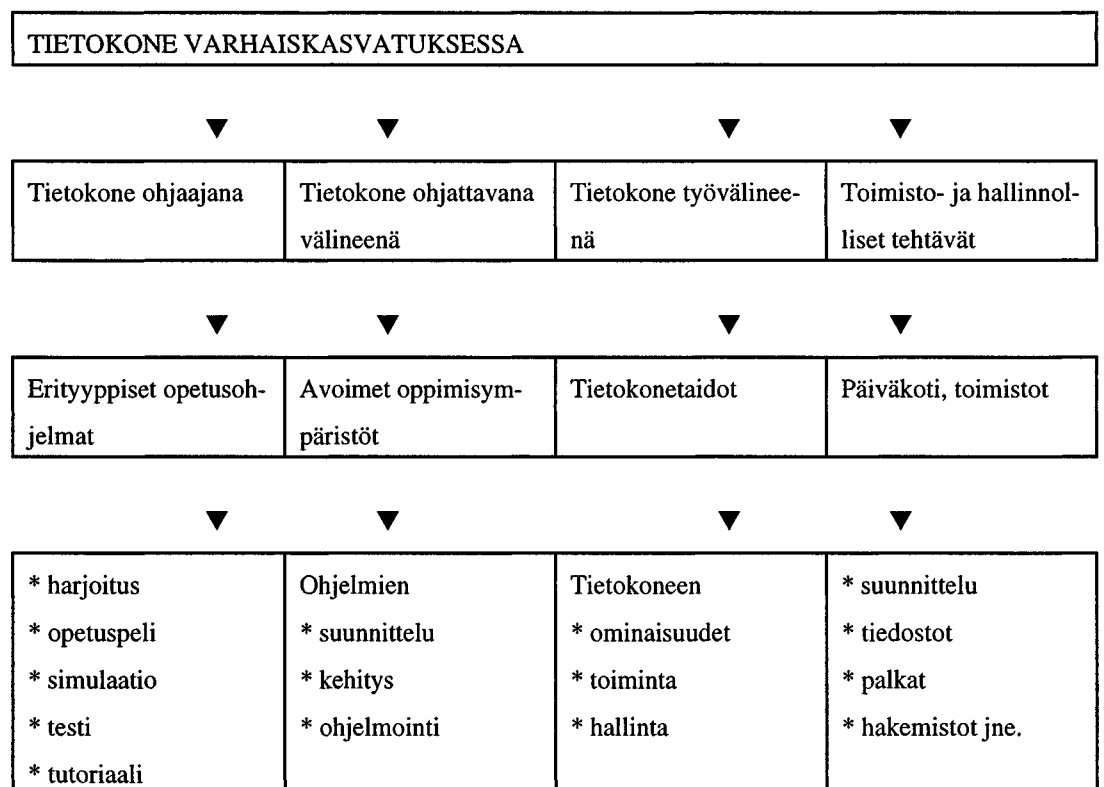 TIETOKONE VARHAISKASVATUKSESSA
Tietokone ohjaajana
Tietokone ohjattavana
välineenä
Tietokone työvälinee-
nä
Toimisto- ja hallinnol-
liset tehtävät
Erityyppiset opetusoh-
jelmat
Avoimet oppimisym-
päristöt
Tietokonetaidot
Päiväkoti, toimistot
* harjoitus
* opetuspeli
* simulaatio
* testi
* tutoriaali
Ohjelmien
* suunnittelu
* kehitys
* ohjelmointi
Tietokoneen
* ominaisuudet
* toiminta
* hallinta
* suunnittelu
* tiedostot
* palkat
* hakemistot jne.